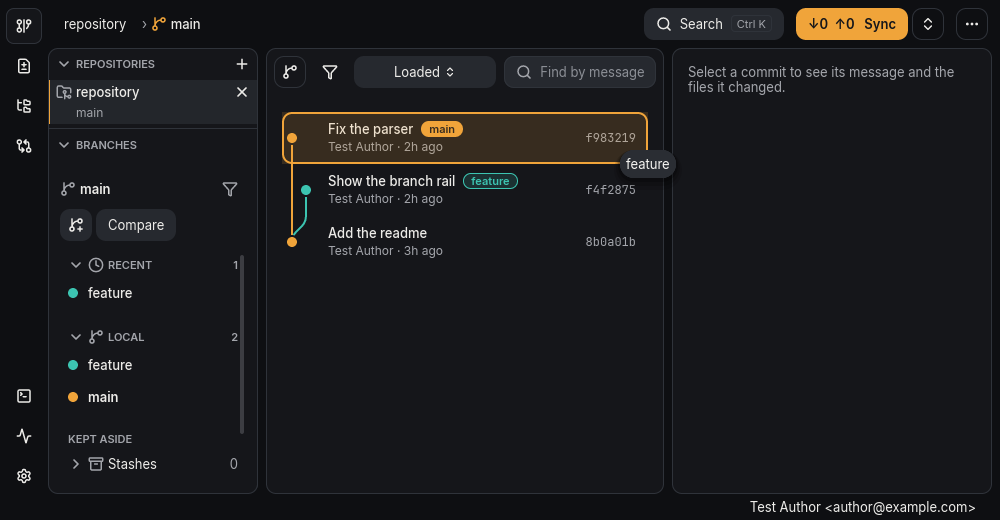 repository › main
Search Ctrl K
↓0 ↑0 Sync
REPOSITORIES
repository
main
BRANCHES
main
Compare
RECENT 1
feature
LOCAL 2
feature
main
KEPT ASIDE
Stashes 0
Loaded
Find by message
Fix the parser main
Test Author · 2h ago
f983219
feature
Show the branch rail feature
Test Author · 2h ago
f4f2875
Add the readme
Test Author · 3h ago
8b0a01b
Select a commit to see its message and the
files it changed.
Test Author <author@example.com>